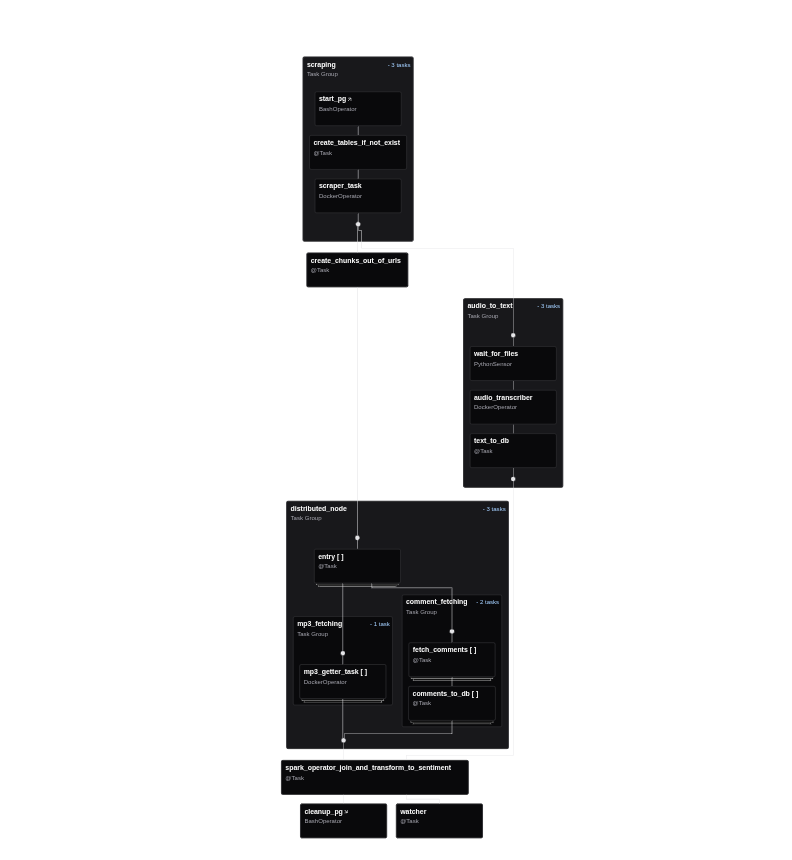 scraping - 3 tasks
Task Group
start_pg
BashOperator
create_tables_if_not_exist
@Task
scraper_task
DockerOperator
create_chunks_out_of_urls
@Task
audio_to_text - 3 tasks
Task Group
wait_for_files
PythonSensor
audio_transcriber
DockerOperator
text_to_db
@Task
distributed_node - 3 tasks
Task Group
entry [ ]
@Task
comment_fetching - 2 tasks
Task Group
mp3_fetching - 1 task
Task Group
fetch_comments [ ]
@Task
mp3_getter_task [ ]
DockerOperator
comments_to_db [ ]
@Task
spark_operator_join_and_transform_to_sentiment
@Task
cleanup_pg
BashOperator
watcher
@Task